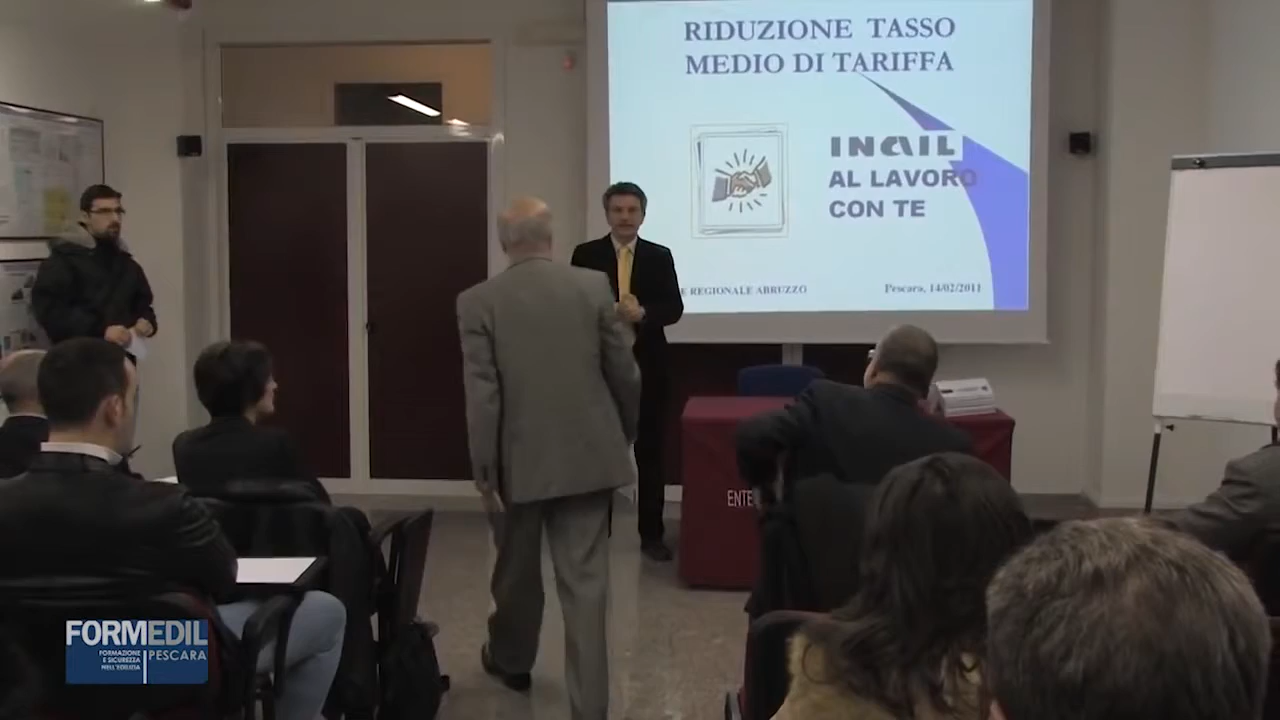 RIDUZIONE TASSO
MEDIO DI TARIFFA
INAIL
AL LAVORO
CON TE
E REGIONALE ABRUZZO
Pescara, 14/02/2011
ENTE
FORMEDIL
FORMAZIONE
E SICUREZZA
NELL'EDILIZIA
PESCARA